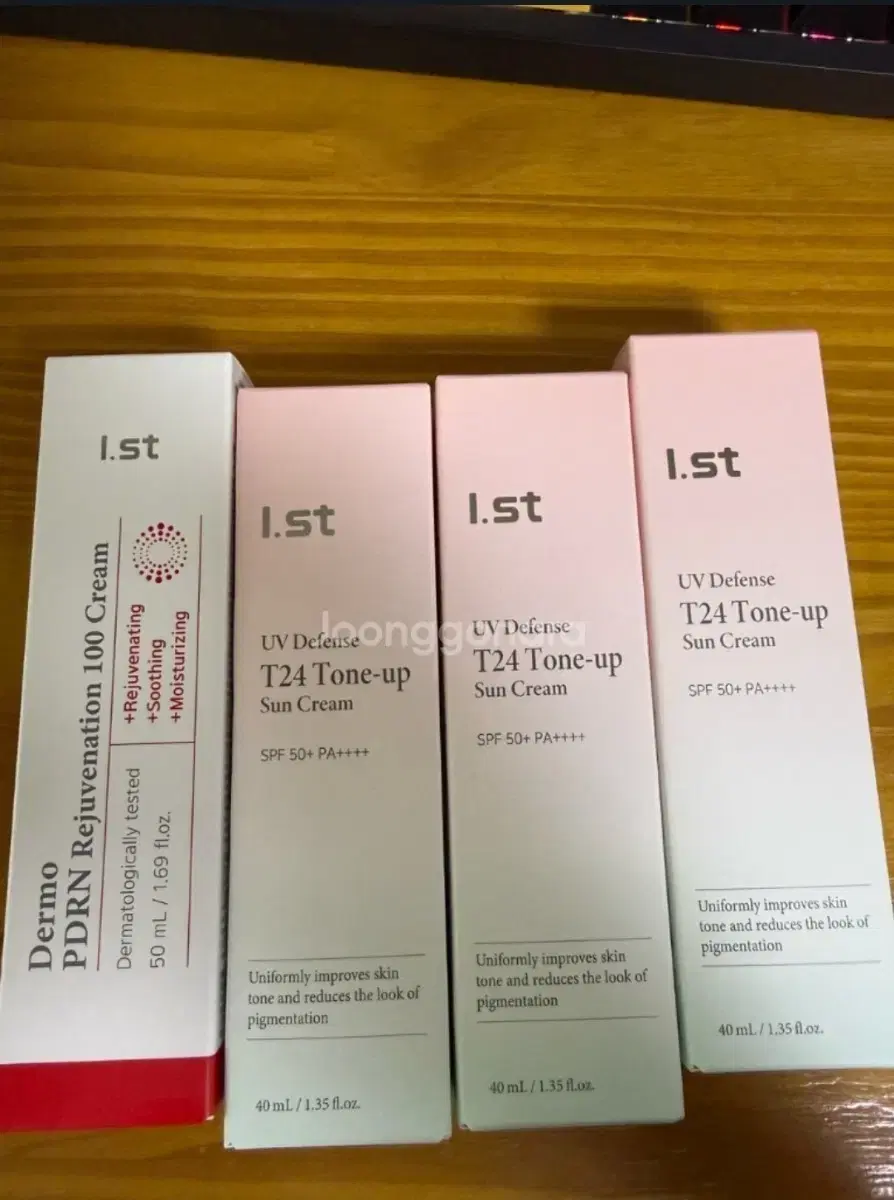 l.st
Dermo
PDRN Rejuvenation 100 Cream
+Rejuvenating
+Soothing
+Moisturizing
Dermatologically tested
50 mL / 1.69 fl.oz.
l.st
UV Defense
T24 Tone-up
Sun Cream
SPF 50+ PA++++
Uniformly improves skin
tone and reduces the look of
pigmentation
40 mL / 1.35 fl.oz.
l.st
UV Defense
T24 Tone-up
Sun Cream
SPF 50+ PA++++
Uniformly improves skin
tone and reduces the look of
pigmentation
40 mL / 1.35 fl.oz.
l.st
UV Defense
T24 Tone-up
Sun Cream
SPF 50+ PA++++
Uniformly improves skin
tone and reduces the look of
pigmentation
40 mL / 1.35 fl.oz.